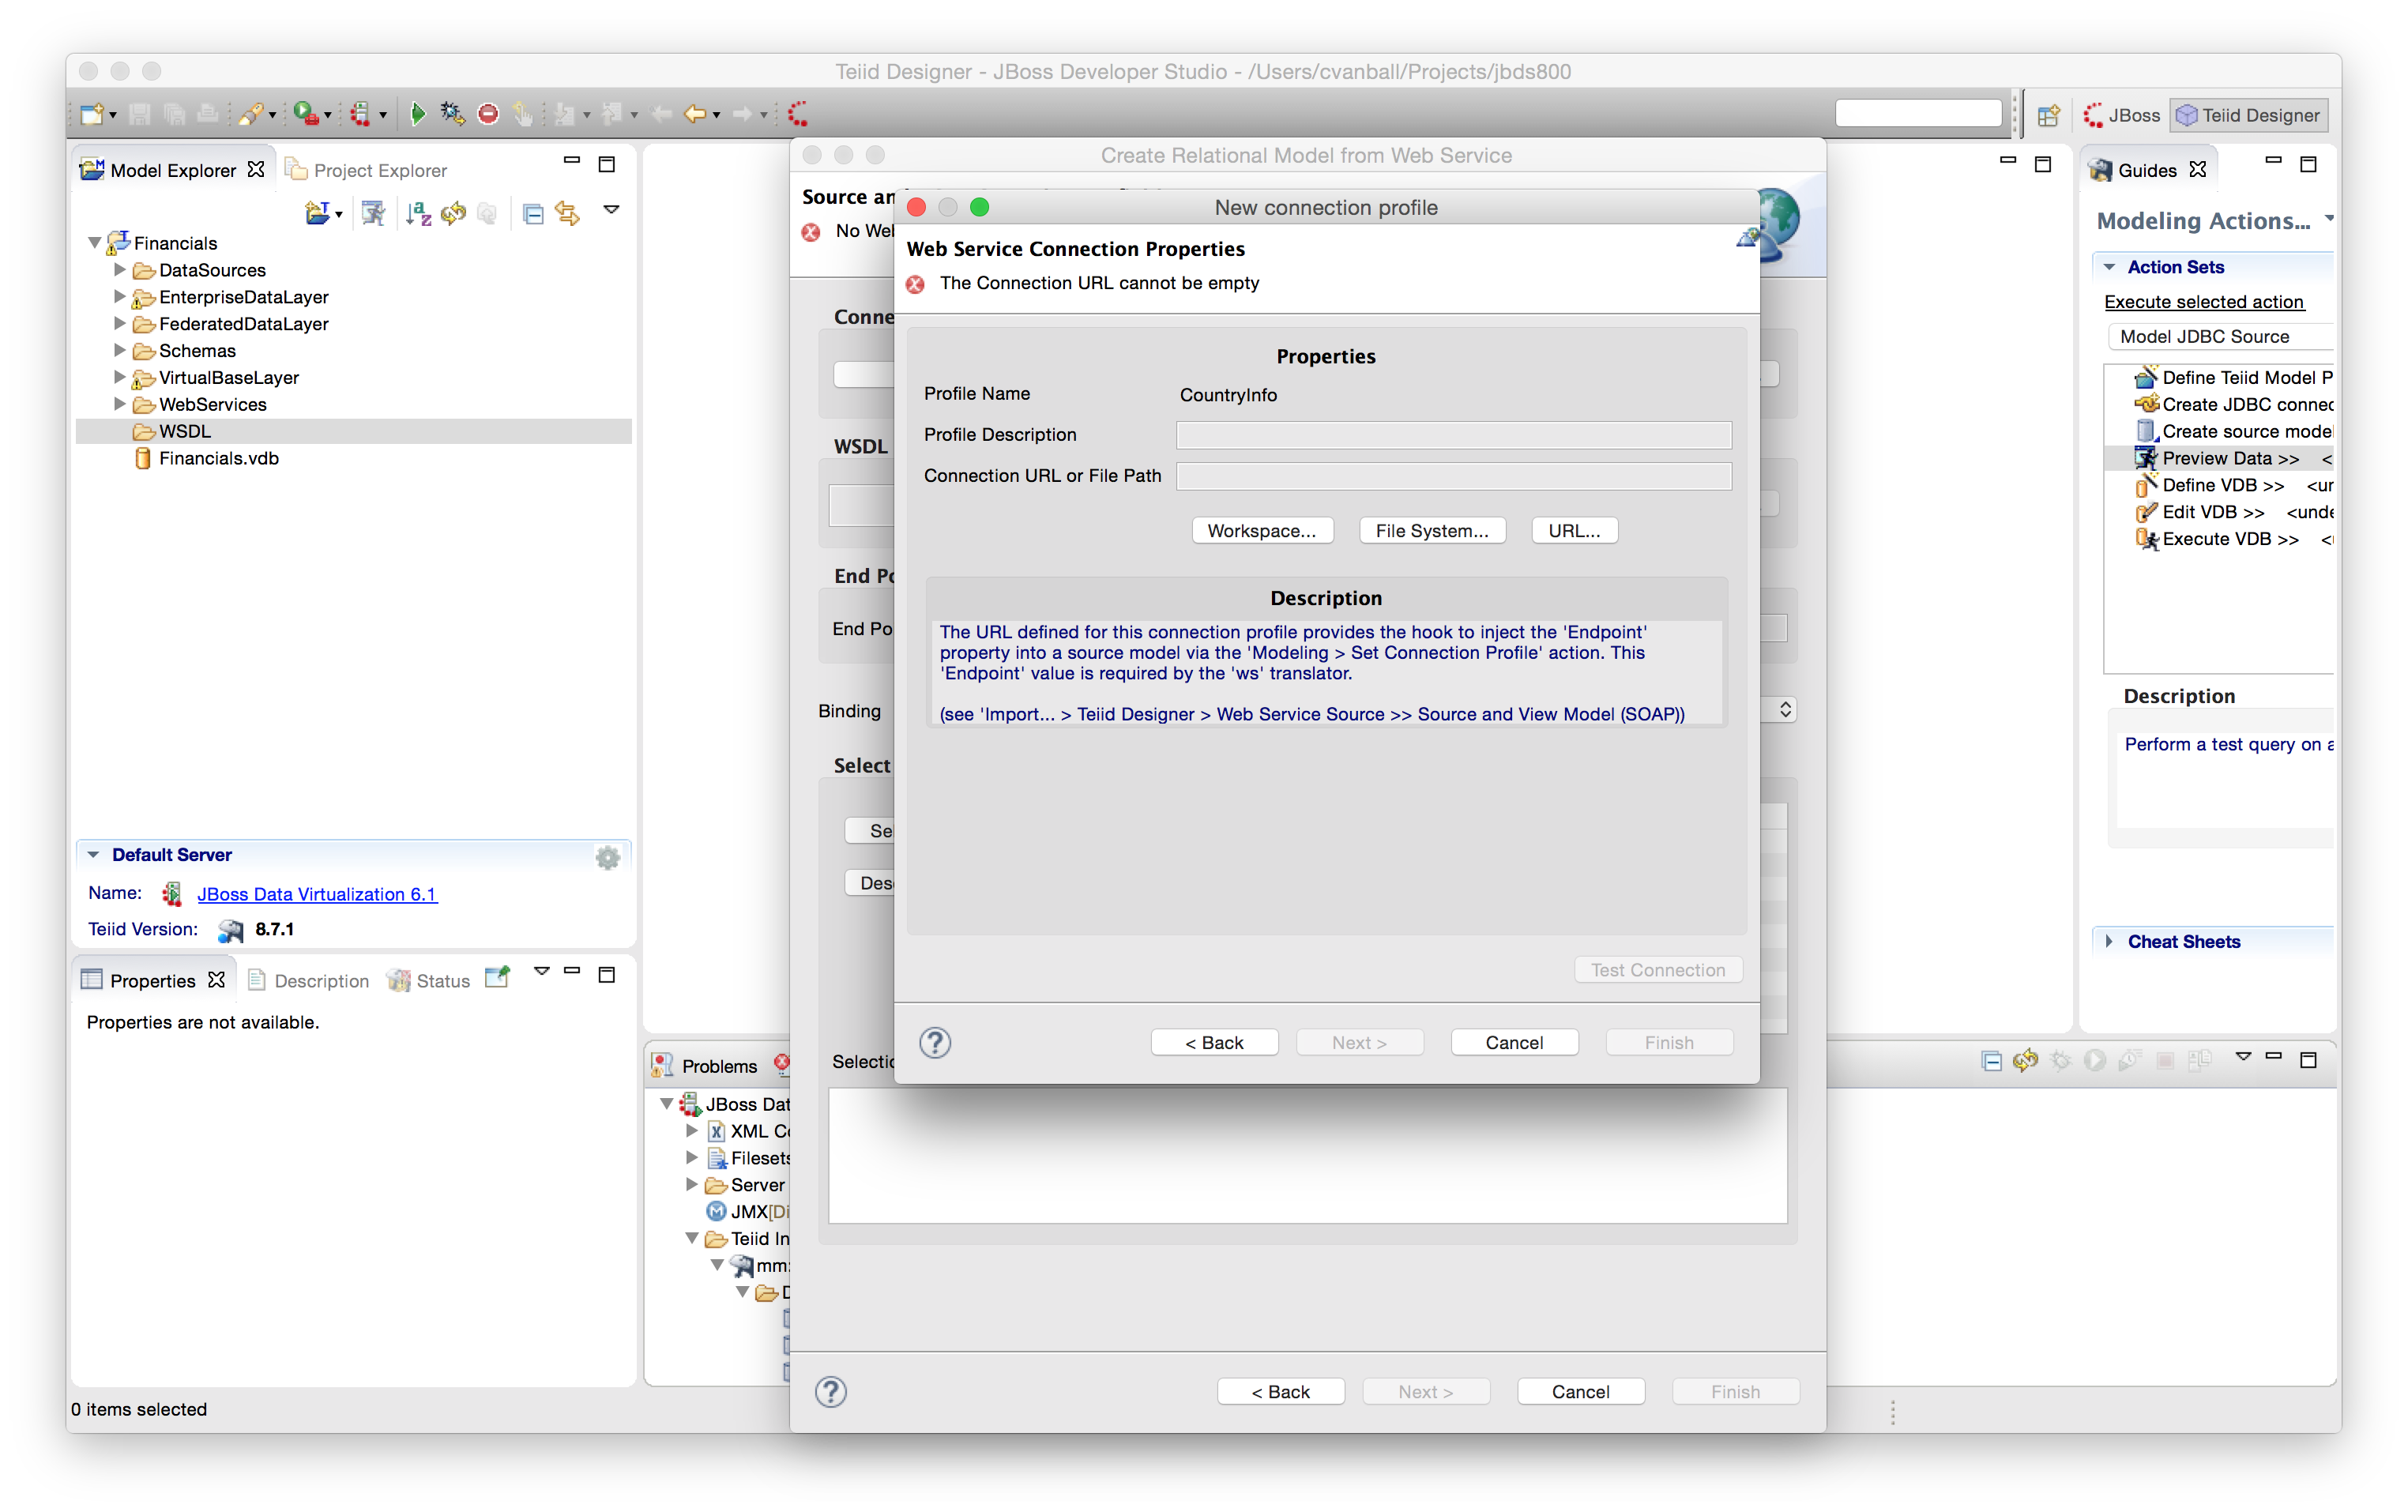 Teiid Designer - JBoss Developer Studio - /Users/cvanball/Projects/jbds800
JBoss
Teiid Designer
Model Explorer
Project Explorer
Financials
DataSources
EnterpriseDataLayer
FederatedDataLayer
Schemas
VirtualBaseLayer
WebServices
WSDL
Financials.vdb
Default Server
Name: JBoss Data Virtualization 6.1
Teiid Version: 8.7.1
Properties
Description
Status
Properties are not available.
0 items selected
Create Relational Model from Web Service
Source an
No Wel
Conne
WSDL
End Po
End Po
Binding
Select
Se
Des
Selectio
< Back
Next >
Cancel
Finish
New connection profile
Web Service Connection Properties
The Connection URL cannot be empty
Properties
Profile Name CountryInfo
Profile Description
Connection URL or File Path
Workspace...
File System...
URL...
Description
The URL defined for this connection profile provides the hook to inject the 'Endpoint'
property into a source model via the 'Modeling > Set Connection Profile' action. This
'Endpoint' value is required by the 'ws' translator.
(see 'Import... > Teiid Designer > Web Service Source >> Source and View Model (SOAP))
Test Connection
< Back
Next >
Cancel
Finish
Problems
JBoss Dat
XML Co
Filesets
Server
JMX[Di
Teiid In
mm:
D
Guides
Modeling Actions...
Action Sets
Execute selected action
Model JDBC Source
Define Teiid Model P
Create JDBC connec
Create source model
Preview Data >> <
Define VDB >> <un
Edit VDB >> <unde
Execute VDB >> <u
Description
Perform a test query on a
Cheat Sheets